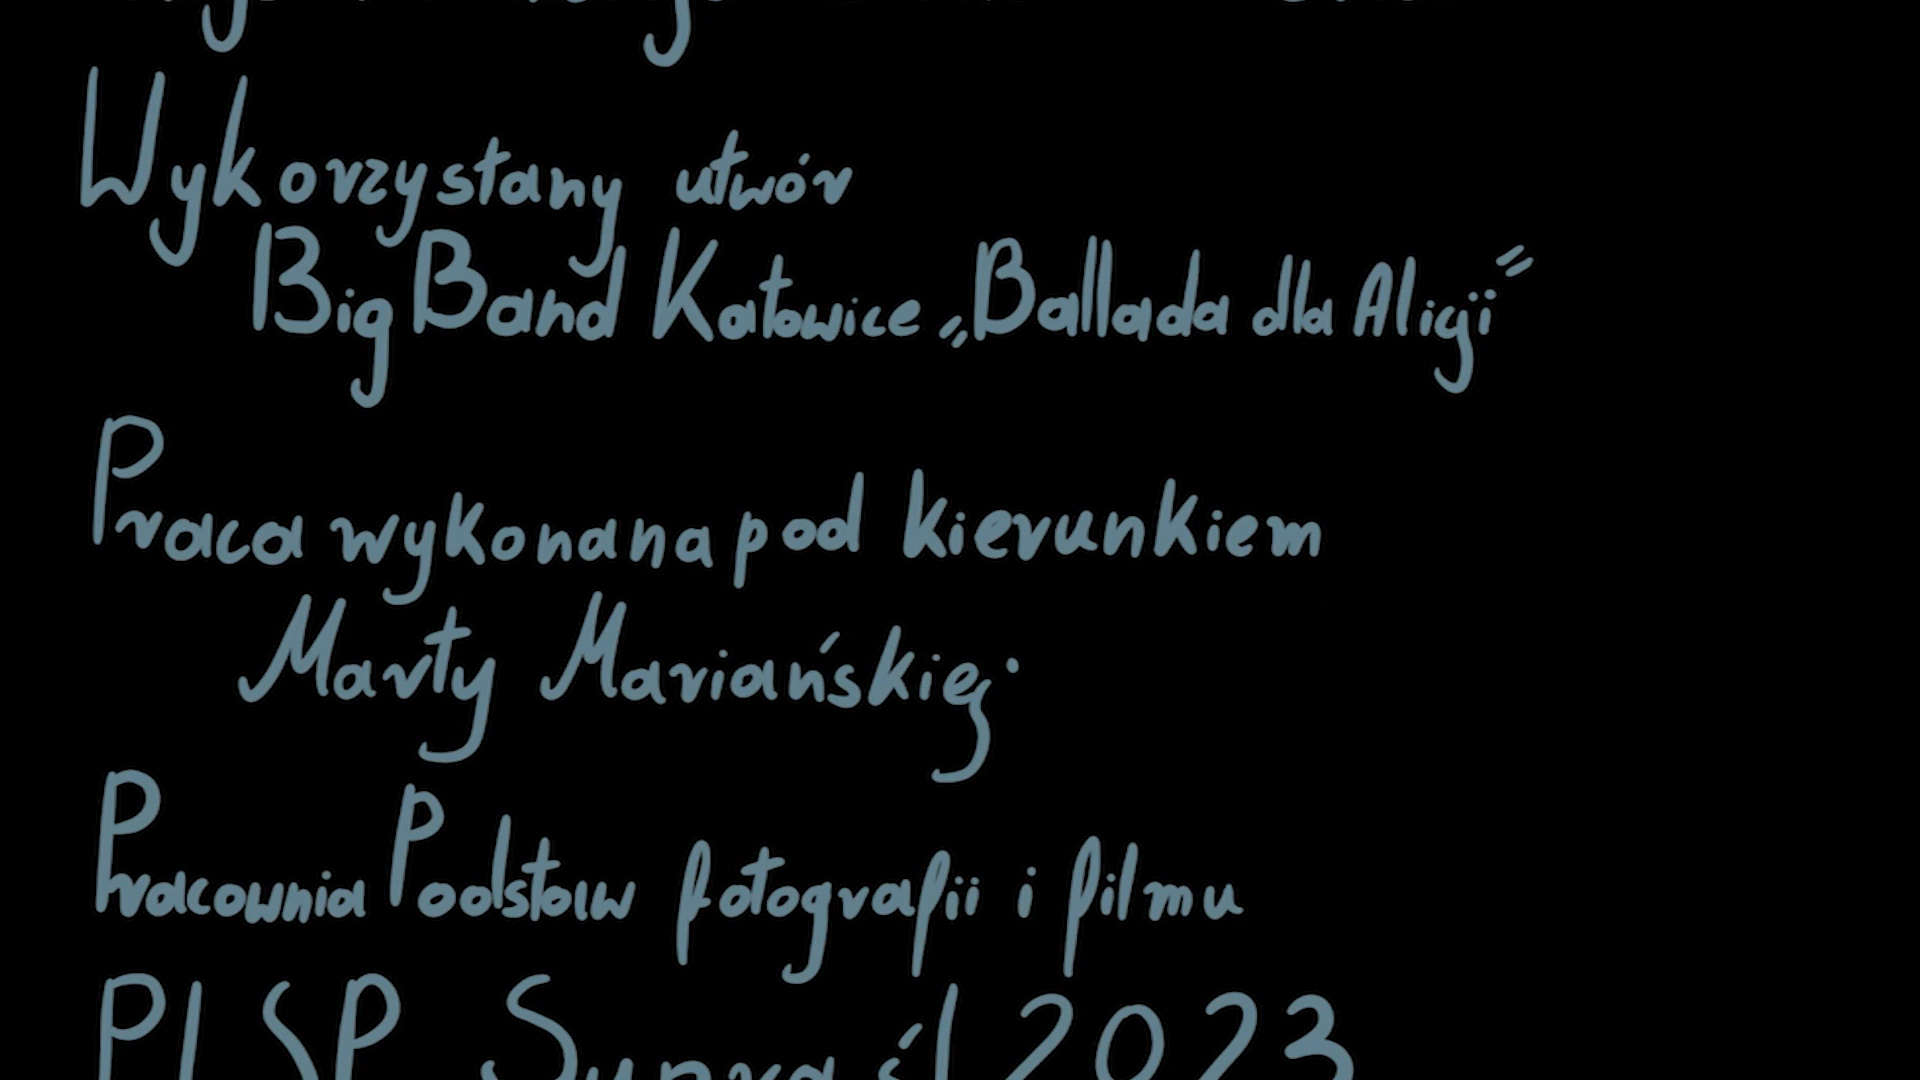 Wykorzystany utwór
Big Band Katowice „Ballada dla Aligii”
Praca wykonana pod kierunkiem
Marty Mariańskiej
Pracownia Podstaw fotografii i filmu
PLSP Supraśl 2023